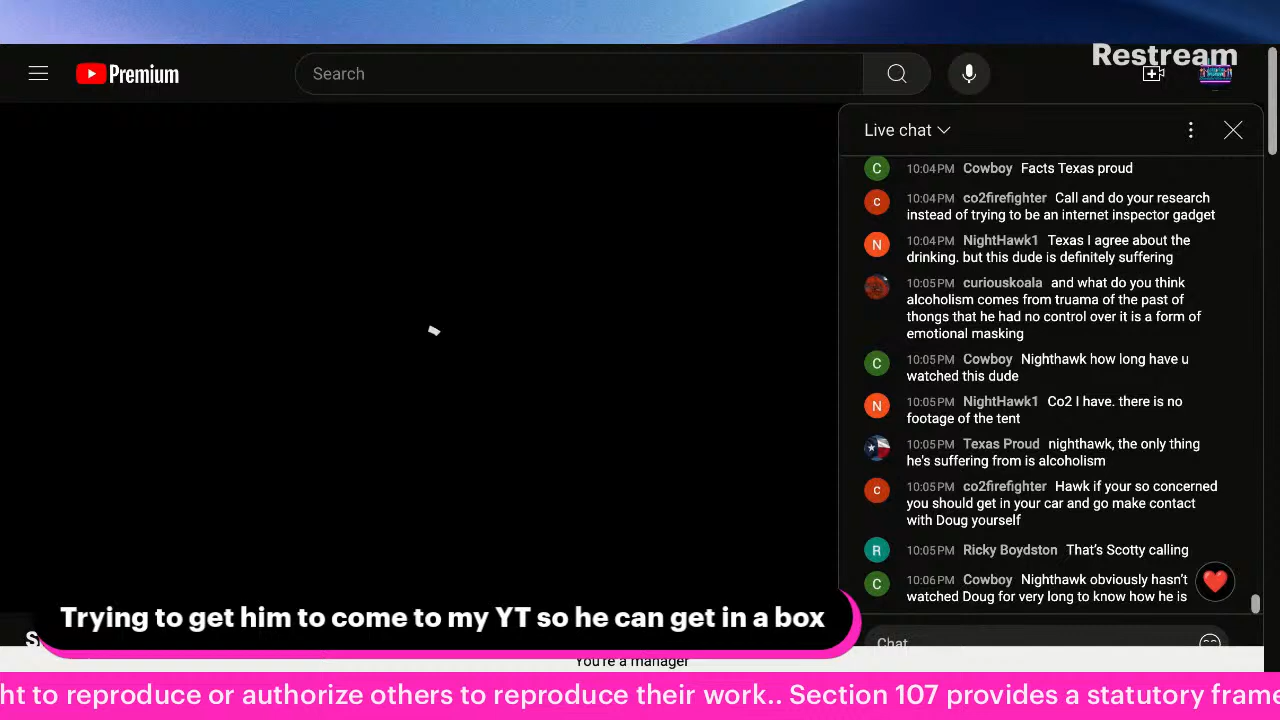 Restream
Premium
Search
Live chat
10:04 PM Cowboy Facts Texas proud
10:04 PM co2firefighter Call and do your research
instead of trying to be an internet inspector gadget
10:04 PM NightHawk1 Texas I agree about the
drinking. but this dude is definitely suffering
10:05 PM curiouskoala and what do you think
alcoholism comes from truama of the past of
thongs that he had no control over it is a form of
emotional masking
10:05 PM Cowboy Nighthawk how long have u
watched this dude
10:05 PM NightHawk1 Co2 I have. there is no
footage of the tent
10:05 PM Texas Proud nighthawk, the only thing
he's suffering from is alcoholism
10:05 PM co2firefighter Hawk if your so concerned
you should get in your car and go make contact
with Doug yourself
10:05 PM Ricky Boydston That's Scotty calling
10:06 PM Cowboy Nighthawk obviously hasn't
watched Doug for very long to know how he is
Chat
Trying to get him to come to my YT so he can get in a box
You're a manager
ht to reproduce or authorize others to reproduce their work.. Section 107 provides a statutory frame